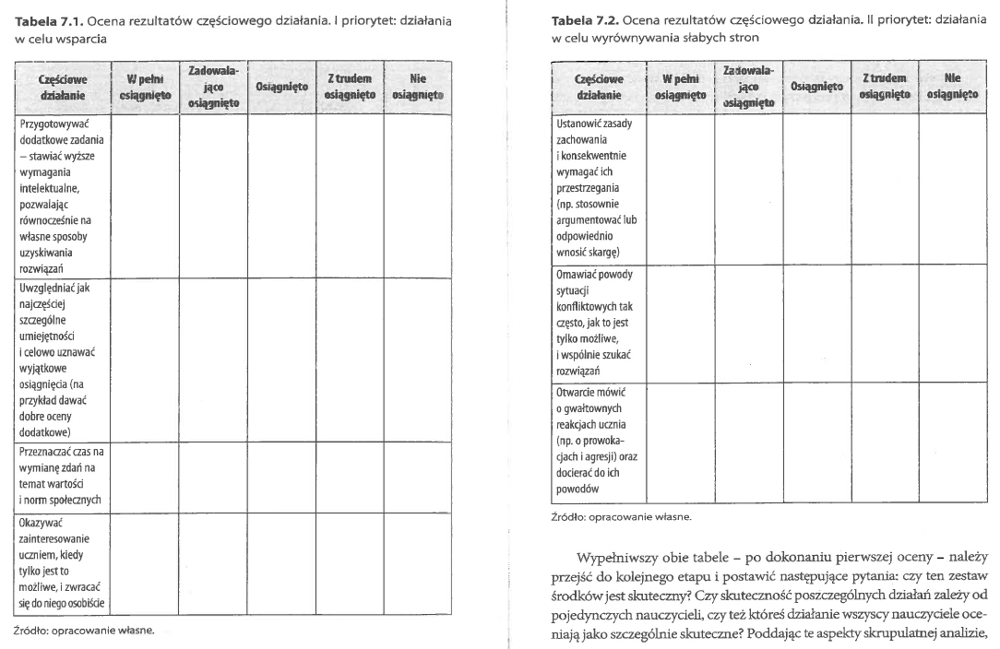 Tabela 7.1. Ocena rezultatów częściowego działania. I priorytet: działania
w celu wsparcia
Częściowe działanie
W pełni osiągnięto
Zadowala-
jąco
osiągnięto
Osiągnięto
Z trudem osiągnięto
Nie osiągnięto
Przygotowywać
dodatkowe zadania
– stawiać wyższe
wymagania
intelektualne,
pozwalając
równocześnie na
własne sposoby
uzyskiwania
rozwiązań
Uwzględniać jak
najczęściej
szczególne
umiejętności
i celowo uznawać
wyjątkowe
osiągnięcia (na
przykład dawać
dobre oceny
dodatkowe)
Przeznaczać czas na
wymianę zdań na
temat wartości
i norm społecznych
Okazywać
zainteresowanie
uczniem, kiedy
tylko jest to
możliwe, i zwracać
się do niego osobiście
Źródło: opracowanie własne.
Tabela 7.2. Ocena rezultatów częściowego działania. II priorytet: działania
w celu wyrównywania słabych stron
Częściowe działanie
W pełni osiągnięto
Zadowala-
jąco
osiągnięto
Osiągnięto
Z trudem osiągnięto
Nie osiągnięto
Ustanowić zasady
zachowania
i konsekwentnie
wymagać ich
przestrzegania
(np. stosownie
argumentować lub
odpowiednio
wnosić skargę)
Omawiać powody
sytuacji
konfliktowych tak
często, jak to jest
tylko możliwe,
i wspólnie szukać
rozwiązań
Otwarcie mówić
o gwałtownych
reakcjach ucznia
(np. o prowoka-
cjach i agresji) oraz
docierać do ich
powodów
Źródło: opracowanie własne.
Wypełniwszy obie tabele – po dokonaniu pierwszej oceny – należy
przejść do kolejnego etapu i postawić następujące pytania: czy ten zestaw
środków jest skuteczny? Czy skuteczność poszczególnych działań zależy od
pojedynczych nauczycieli, czy też któreś działanie wszyscy nauczyciele oce-
niają jako szczególnie skuteczne? Poddając te aspekty skrupulatnej analizie,